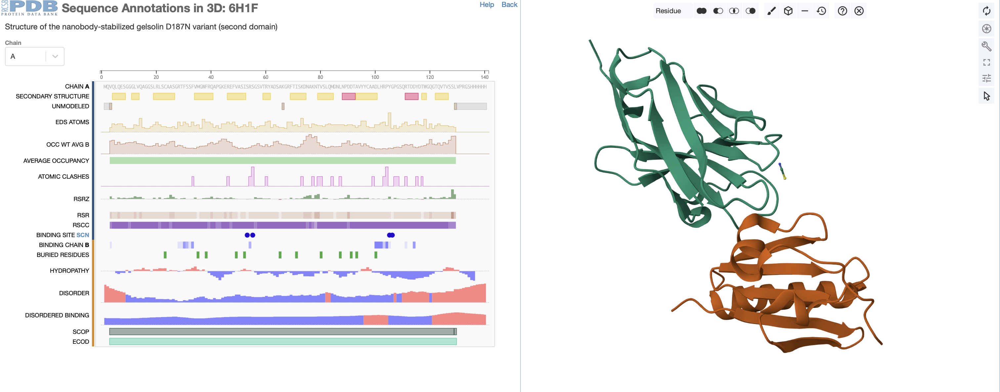 RCSB PDB Sequence Annotations in 3D: 6H1F
PROTEIN DATA BANK
Help Back
Structure of the nanobody-stabilized gelsolin D187N variant (second domain)
Chain
A
0 20 40 60 80 100 120 140
CHAIN A MQVQLQESGGGLVQAGGSLRLSCAASGRTFSSFVMGWFRQAPGKEREFVASISRSGSVTRYADSAKGRFTISKDNAKNTVSLQMDNLNPDDTAVYYCAADLHRPYGPGSQRTDDYDTWGQGTQVTVSSLVPRGSHHHHHH
SECONDARY STRUCTURE
UNMODELED
EDS ATOMS
OCC WT AVG B
AVERAGE OCCUPANCY
ATOMIC CLASHES
RSRZ
RSR
RSCC
BINDING SITE SCN
BINDING CHAIN B
BURIED RESIDUES
HYDROPATHY
DISORDER
DISORDERED BINDING
SCOP
ECOD
Residue